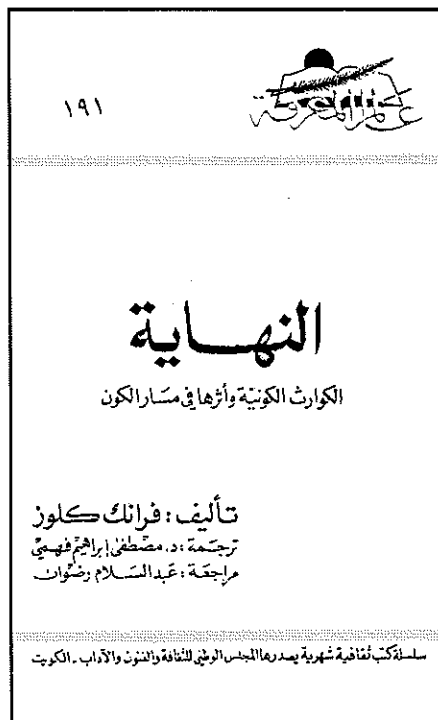 عالم المعرفة
١٩١
النهاية
الكوارث الكونية وأثرها في مسار الكون
تأليف: فرانك كلوز
ترجمة: د. مصطفى إبراهيم فهمي
مراجعة: عبد السلام رضوان
سلسلة كتب ثقافية شهرية يصدرها المجلس الوطني للثقافة والفنون والآداب - الكويت